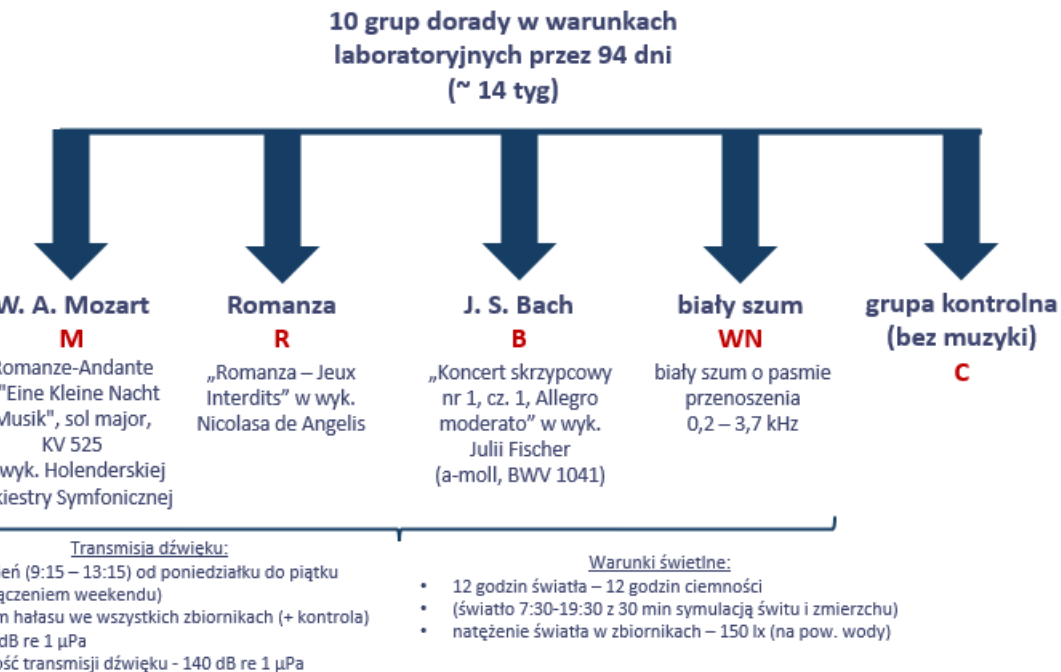 10 grup dorady w warunkach
laboratoryjnych przez 94 dni
(~ 14 tyg)
W. A. Mozart
M
Romanze-Andante
"Eine Kleine Nacht
Musik", sol major,
KV 525
wyk. Holenderskiej
kiestry Symfonicznej
Romanza
R
„Romanza – Jeux
Interdits” w wyk.
Nicolasa de Angelis
J. S. Bach
B
„Koncert skrzypcowy
nr 1, cz. 1, Allegro
moderato” w wyk.
Julii Fischer
(a-moll, BWV 1041)
biały szum
WN
biały szum o pasmie
przenoszenia
0,2 – 3,7 kHz
grupa kontrolna
(bez muzyki)
C
Transmisja dźwięku:
eń (9:15 – 13:15) od poniedziałku do piątku
ączeniem weekendu)
m hałasu we wszystkich zbiornikach (+ kontrola)
dB re 1 µPa
ość transmisji dźwięku - 140 dB re 1 µPa
Warunki świetlne:
• 12 godzin światła – 12 godzin ciemności
• (światło 7:30-19:30 z 30 min symulacją świtu i zmierzchu)
• natężenie światła w zbiornikach – 150 lx (na pow. wody)